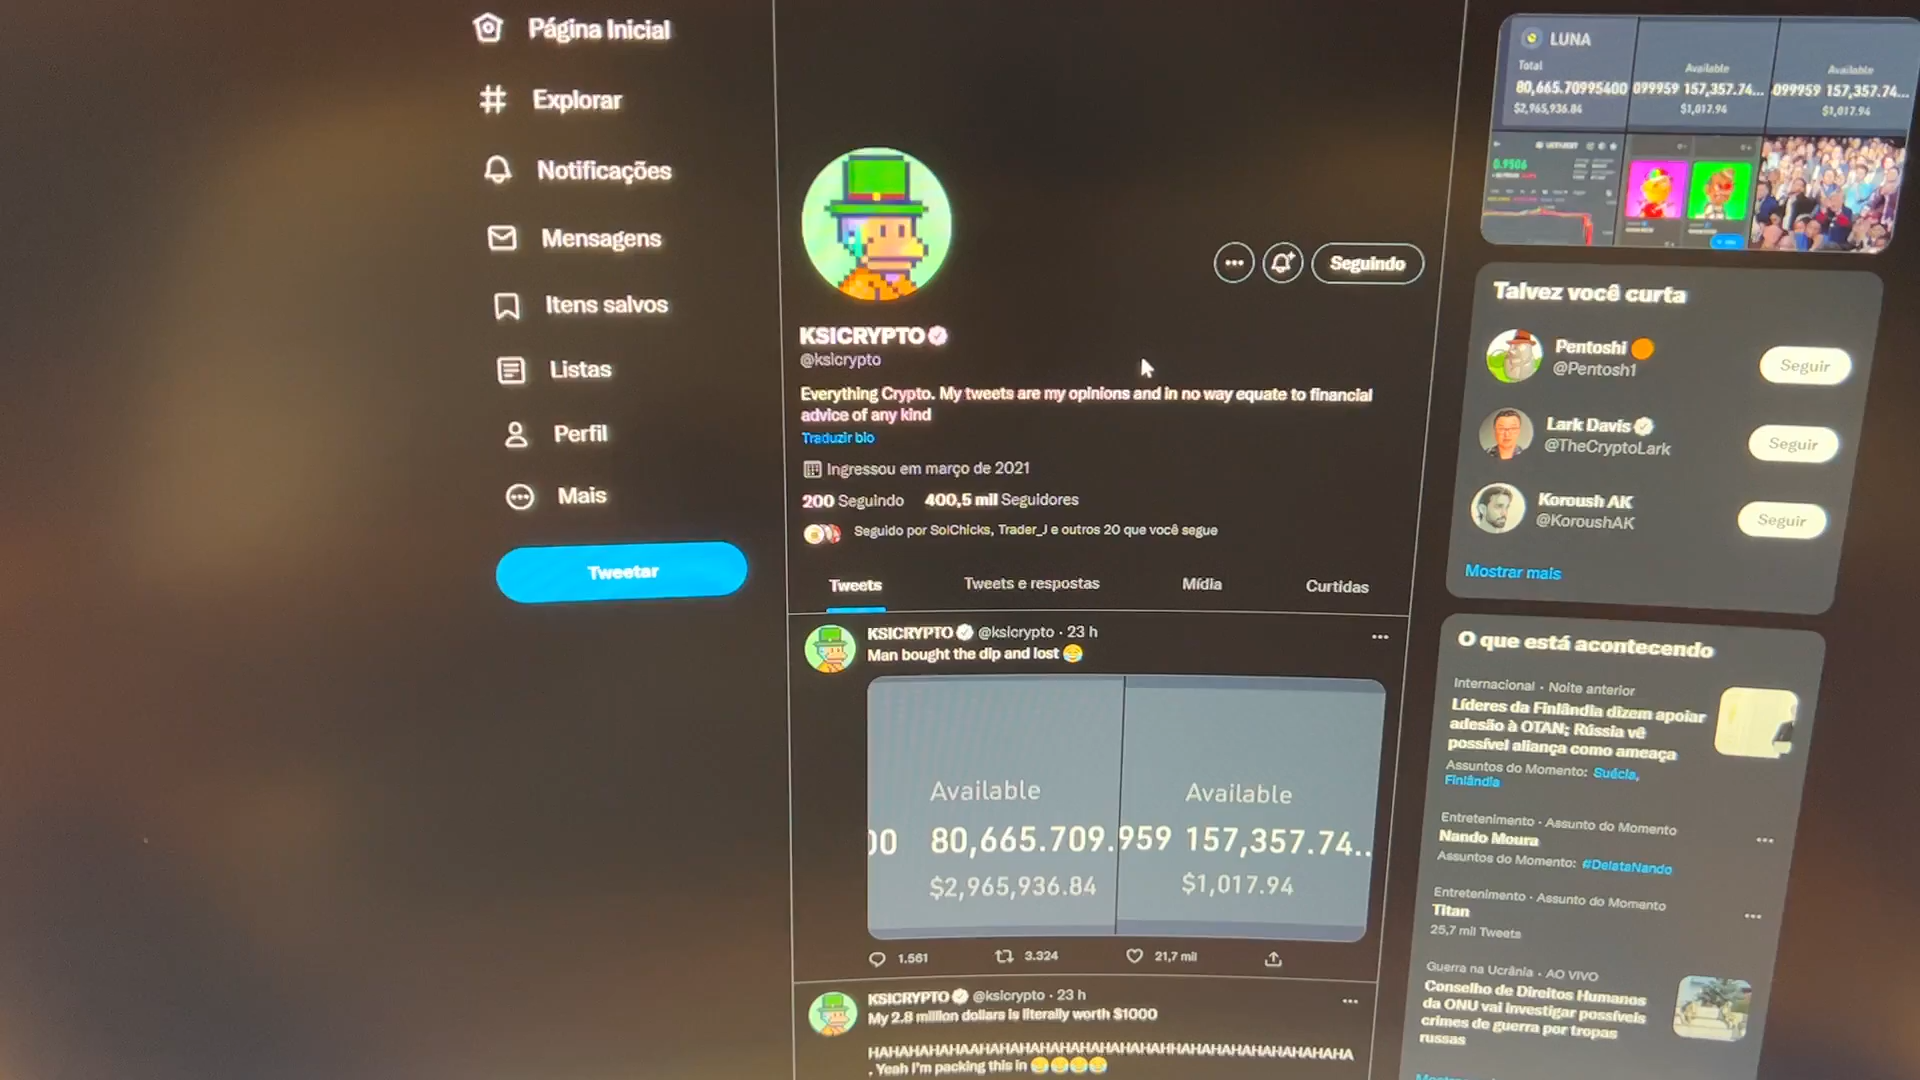 Página Inicial
Explorar
Notificações
Mensagens
Itens salvos
Listas
Perfil
Mais
Tweetar
Seguindo
KSICRYPTO
@ksicrypto
Everything Crypto. My tweets are my opinions and in no way equate to financial
advice of any kind
Traduzir bio
Ingressou em março de 2021
200 Seguindo 400,5 mil Seguidores
Seguido por SolChicks, Trader_J e outros 20 que você segue
Tweets Tweets e respostas Mídia Curtidas
KSICRYPTO @ksicrypto · 23 h
Man bought the dip and lost 😂
Available Available
00 80,665.709. 959 157,357.74..
$2,965,936.84 $1,017.94
1.561 3.324 21,7 mil
KSICRYPTO @ksicrypto · 23 h
My 2.8 million dollars is literally worth $1000
. Yeah I'm packing this in 😂😂😂😂
LUNA
Total Available Available
80,665.70995400 099959 157,357.74... 099959 157,357.74...
$2,965,936.84 $1,017.94 $1,017.94
0.9506
Talvez você curta
Pentoshi
@Pentosh1
Seguir
Lark Davis
@TheCryptoLark
Seguir
Koroush AK
@KoroushAK
Seguir
Mostrar mais
O que está acontecendo
Internacional · Noite anterior
Líderes da Finlândia dizem apoiar
adesão à OTAN; Rússia vê
possível aliança como ameaça
Assuntos do Momento: Suécia,
Finlândia
Entretenimento · Assunto do Momento
Nando Moura
Assuntos do Momento: #DelataNando
Entretenimento · Assunto do Momento
Titan
25,7 mil Tweets
Guerra na Ucrânia · AO VIVO
Conselho de Direitos Humanos
da ONU vai investigar possíveis
crimes de guerra por tropas
russas